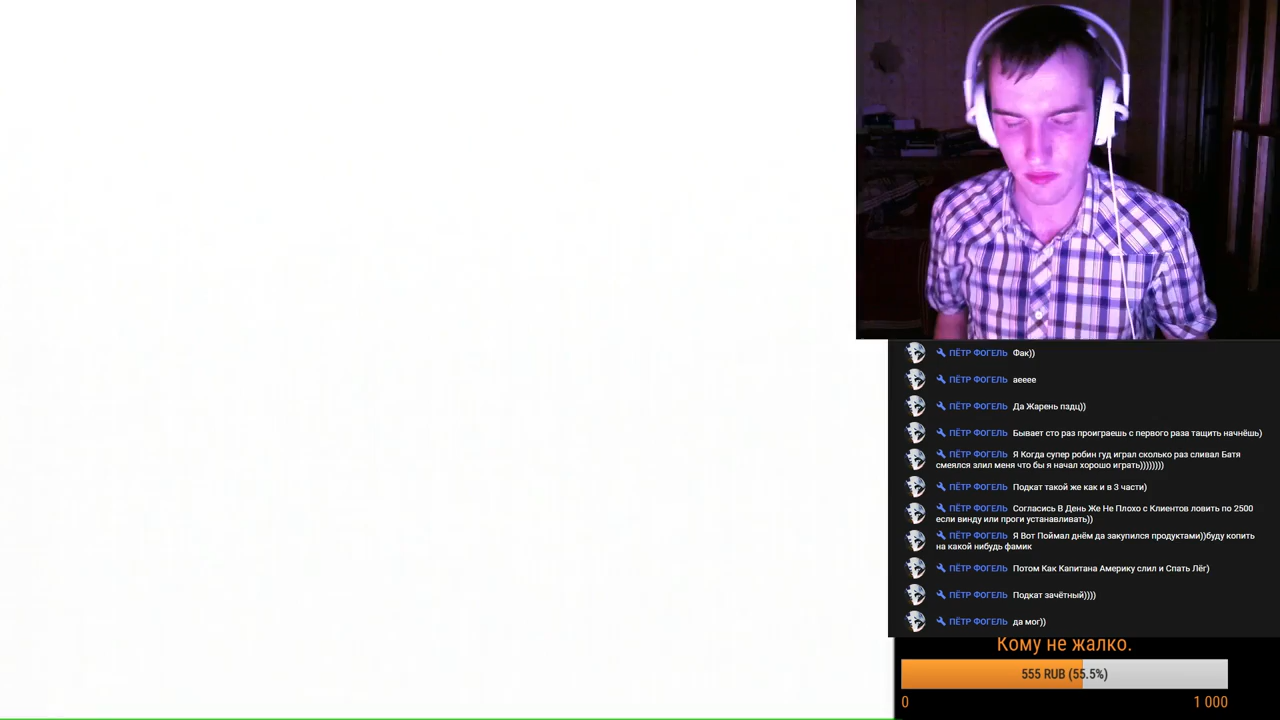 ПЁТР ФОГЕЛЬ Фак))
ПЁТР ФОГЕЛЬ аеее
ПЁТР ФОГЕЛЬ Да Жарень пздц))
ПЁТР ФОГЕЛЬ Бывает сто раз проиграешь с первого раза тащить начнёшь)
ПЁТР ФОГЕЛЬ Я Когда супер робин гуд играл сколько раз сливал Батя
смеялся злил меня что бы я начал хорошо играть))))))))
ПЁТР ФОГЕЛЬ Подкат такой же как и в 3 части)
ПЁТР ФОГЕЛЬ Согласись В День Же Не Плохо с Клиентов ловить по 2500
если винду или проги устанавливать))
ПЁТР ФОГЕЛЬ Я Вот Поймал днём да закупился продуктами))буду копить
на какой нибудь фамик
ПЁТР ФОГЕЛЬ Потом Как Капитана Америку слил и Спать Лёг)
ПЁТР ФОГЕЛЬ Подкат зачётный))))
ПЁТР ФОГЕЛЬ да мог))
Кому не жалко.
555 RUB (55.5%)
0 1 000